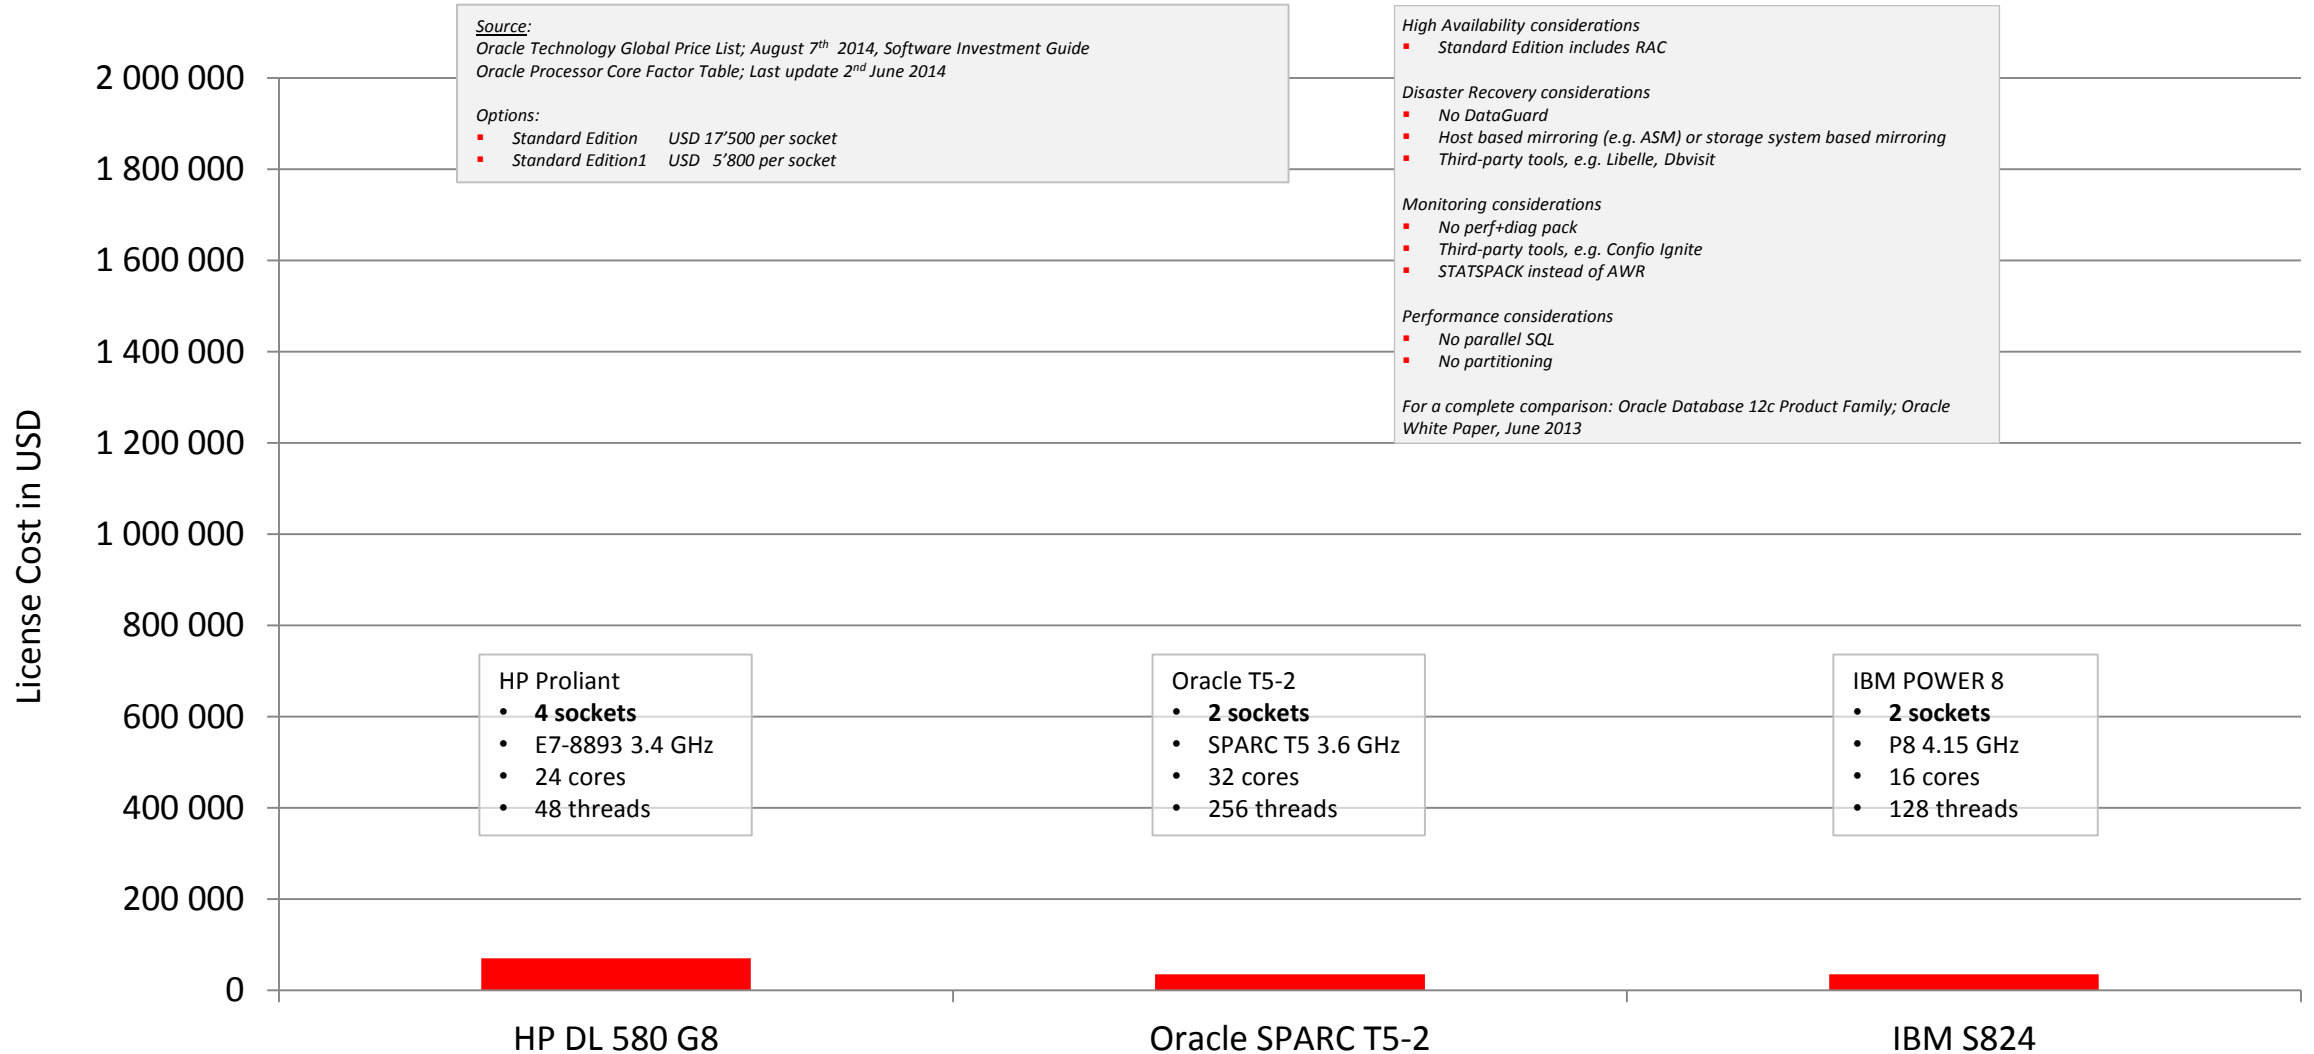 Source:
Oracle Technology Global Price List; August 7th 2014, Software Investment Guide
Oracle Processor Core Factor Table; Last update 2nd June 2014
Options:
▪ Standard Edition USD 17’500 per socket
▪ Standard Edition1 USD 5’800 per socket
High Availability considerations
▪ Standard Edition includes RAC
Disaster Recovery considerations
▪ No DataGuard
▪ Host based mirroring (e.g. ASM) or storage system based mirroring
▪ Third-party tools, e.g. Libelle, Dbvisit
Monitoring considerations
▪ No perf+diag pack
▪ Third-party tools, e.g. Confio Ignite
▪ STATSPACK instead of AWR
Performance considerations
▪ No parallel SQL
▪ No partitioning
For a complete comparison: Oracle Database 12c Product Family; Oracle
White Paper, June 2013
License Cost in USD
2 000 000
1 800 000
1 600 000
1 400 000
1 200 000
1 000 000
800 000
600 000
400 000
200 000
0
HP Proliant
• 4 sockets
• E7-8893 3.4 GHz
• 24 cores
• 48 threads
Oracle T5-2
• 2 sockets
• SPARC T5 3.6 GHz
• 32 cores
• 256 threads
IBM POWER 8
• 2 sockets
• P8 4.15 GHz
• 16 cores
• 128 threads
HP DL 580 G8
Oracle SPARC T5-2
IBM S824